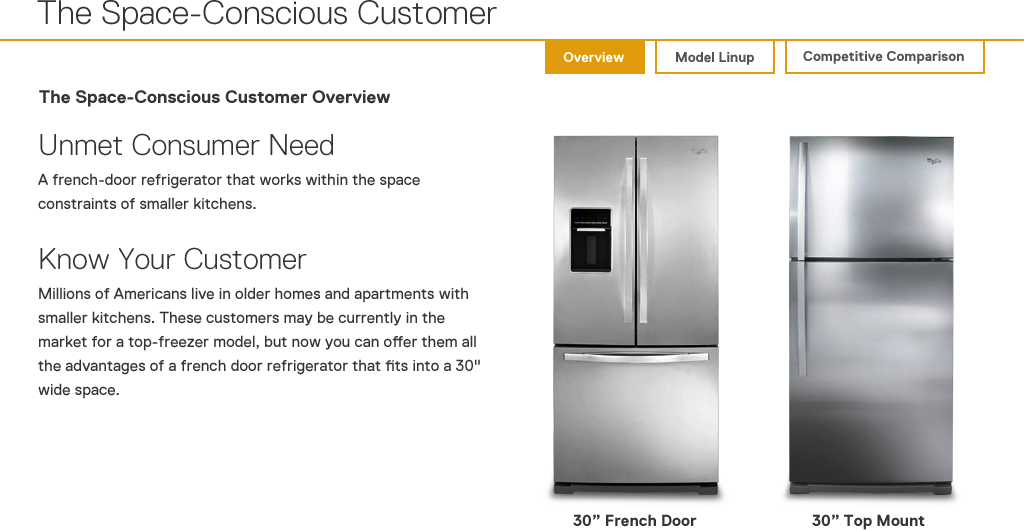 The Space-Conscious Customer
Overview
Model Linup
Competitive Comparison
The Space-Conscious Customer Overview
Unmet Consumer Need
A french-door refrigerator that works within the space
constraints of smaller kitchens.
Know Your Customer
Millions of Americans live in older homes and apartments with
smaller kitchens. These customers may be currently in the
market for a top-freezer model, but now you can offer them all
the advantages of a french door refrigerator that fits into a 30"
wide space.
30” French Door
30” Top Mount